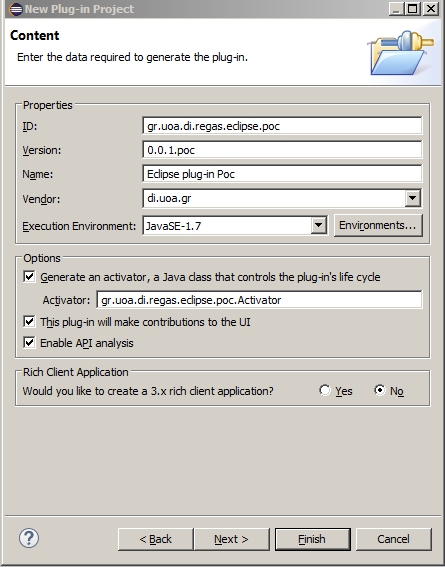 New Plug-in Project
Content
Enter the data required to generate the plug-in.
Properties
ID: gr.uoa.di.regas.eclipse.poc
Version: 0.0.1.poc
Name: Eclipse plug-in Poc
Vendor: di.uoa.gr
Execution Environment: JavaSE-1.7 Environments...
Options
Generate an activator, a Java class that controls the plug-in's life cycle
Activator: gr.uoa.di.regas.eclipse.poc.Activator
This plug-in will make contributions to the UI
Enable API analysis
Rich Client Application
Would you like to create a 3.x rich client application? Yes No
? < Back Next > Finish Cancel